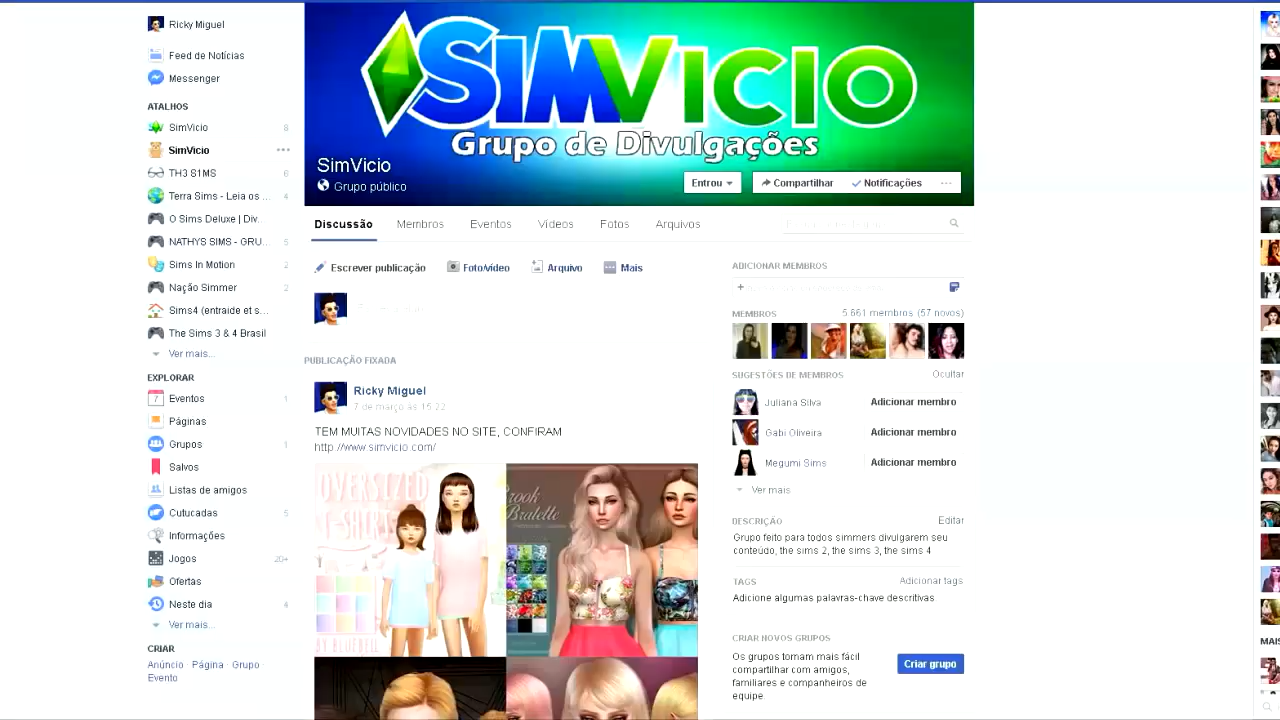 Ricky Miguel
Feed de Notícias
Messenger
ATALHOS
SimVicio 8
SimVicio
TH3 S1MS 6
Terra Sims - Leia os ... 4
O Sims Deluxe | Div.
NATHYS SIMS - GRU... 5
Sims In Motion 2
Nação Simmer 2
Sims4 (entraide et s...
The Sims 3 & 4 Brasil
Ver mais...
EXPLORAR
Eventos 1
Páginas
Grupos 1
Salvos
Listas de amigos
Cutucadas 5
Informações
Jogos 20+
Ofertas
Neste dia 4
Ver mais...
CRIAR
Anúncio · Página · Grupo
Evento
SIMVICIO
Grupo de Divulgações
SimVicio
Grupo público
Entrou
Compartilhar
Notificações
Discussão Membros Eventos Vídeos Fotos Arquivos
Escrever publicação Foto/vídeo Arquivo Mais
PUBLICAÇÃO FIXADA
Ricky Miguel
7 de março às 15:22
TEM MUITAS NOVIDADES NO SITE, CONFIRAM
http://www.simvicio.com/
OVERSIZED
T-SHIRTS
Brook
Bralette
ADICIONAR MEMBROS
+
MEMBROS 5.661 membros (57 novos)
SUGESTÕES DE MEMBROS Ocultar
Juliana Silva Adicionar membro
Gabi Oliveira Adicionar membro
Megumi Sims Adicionar membro
Ver mais
DESCRIÇÃO Editar
Grupo feito para todos simmers divulgarem seu
conteúdo, the sims 2, the sims 3, the sims 4
TAGS Adicionar tags
Adicione algumas palavras-chave descritivas
CRIAR NOVOS GRUPOS
Os grupos tornam mais fácil
compartilhar com amigos,
familiares e companheiros de
equipe.
Criar grupo
MAIS